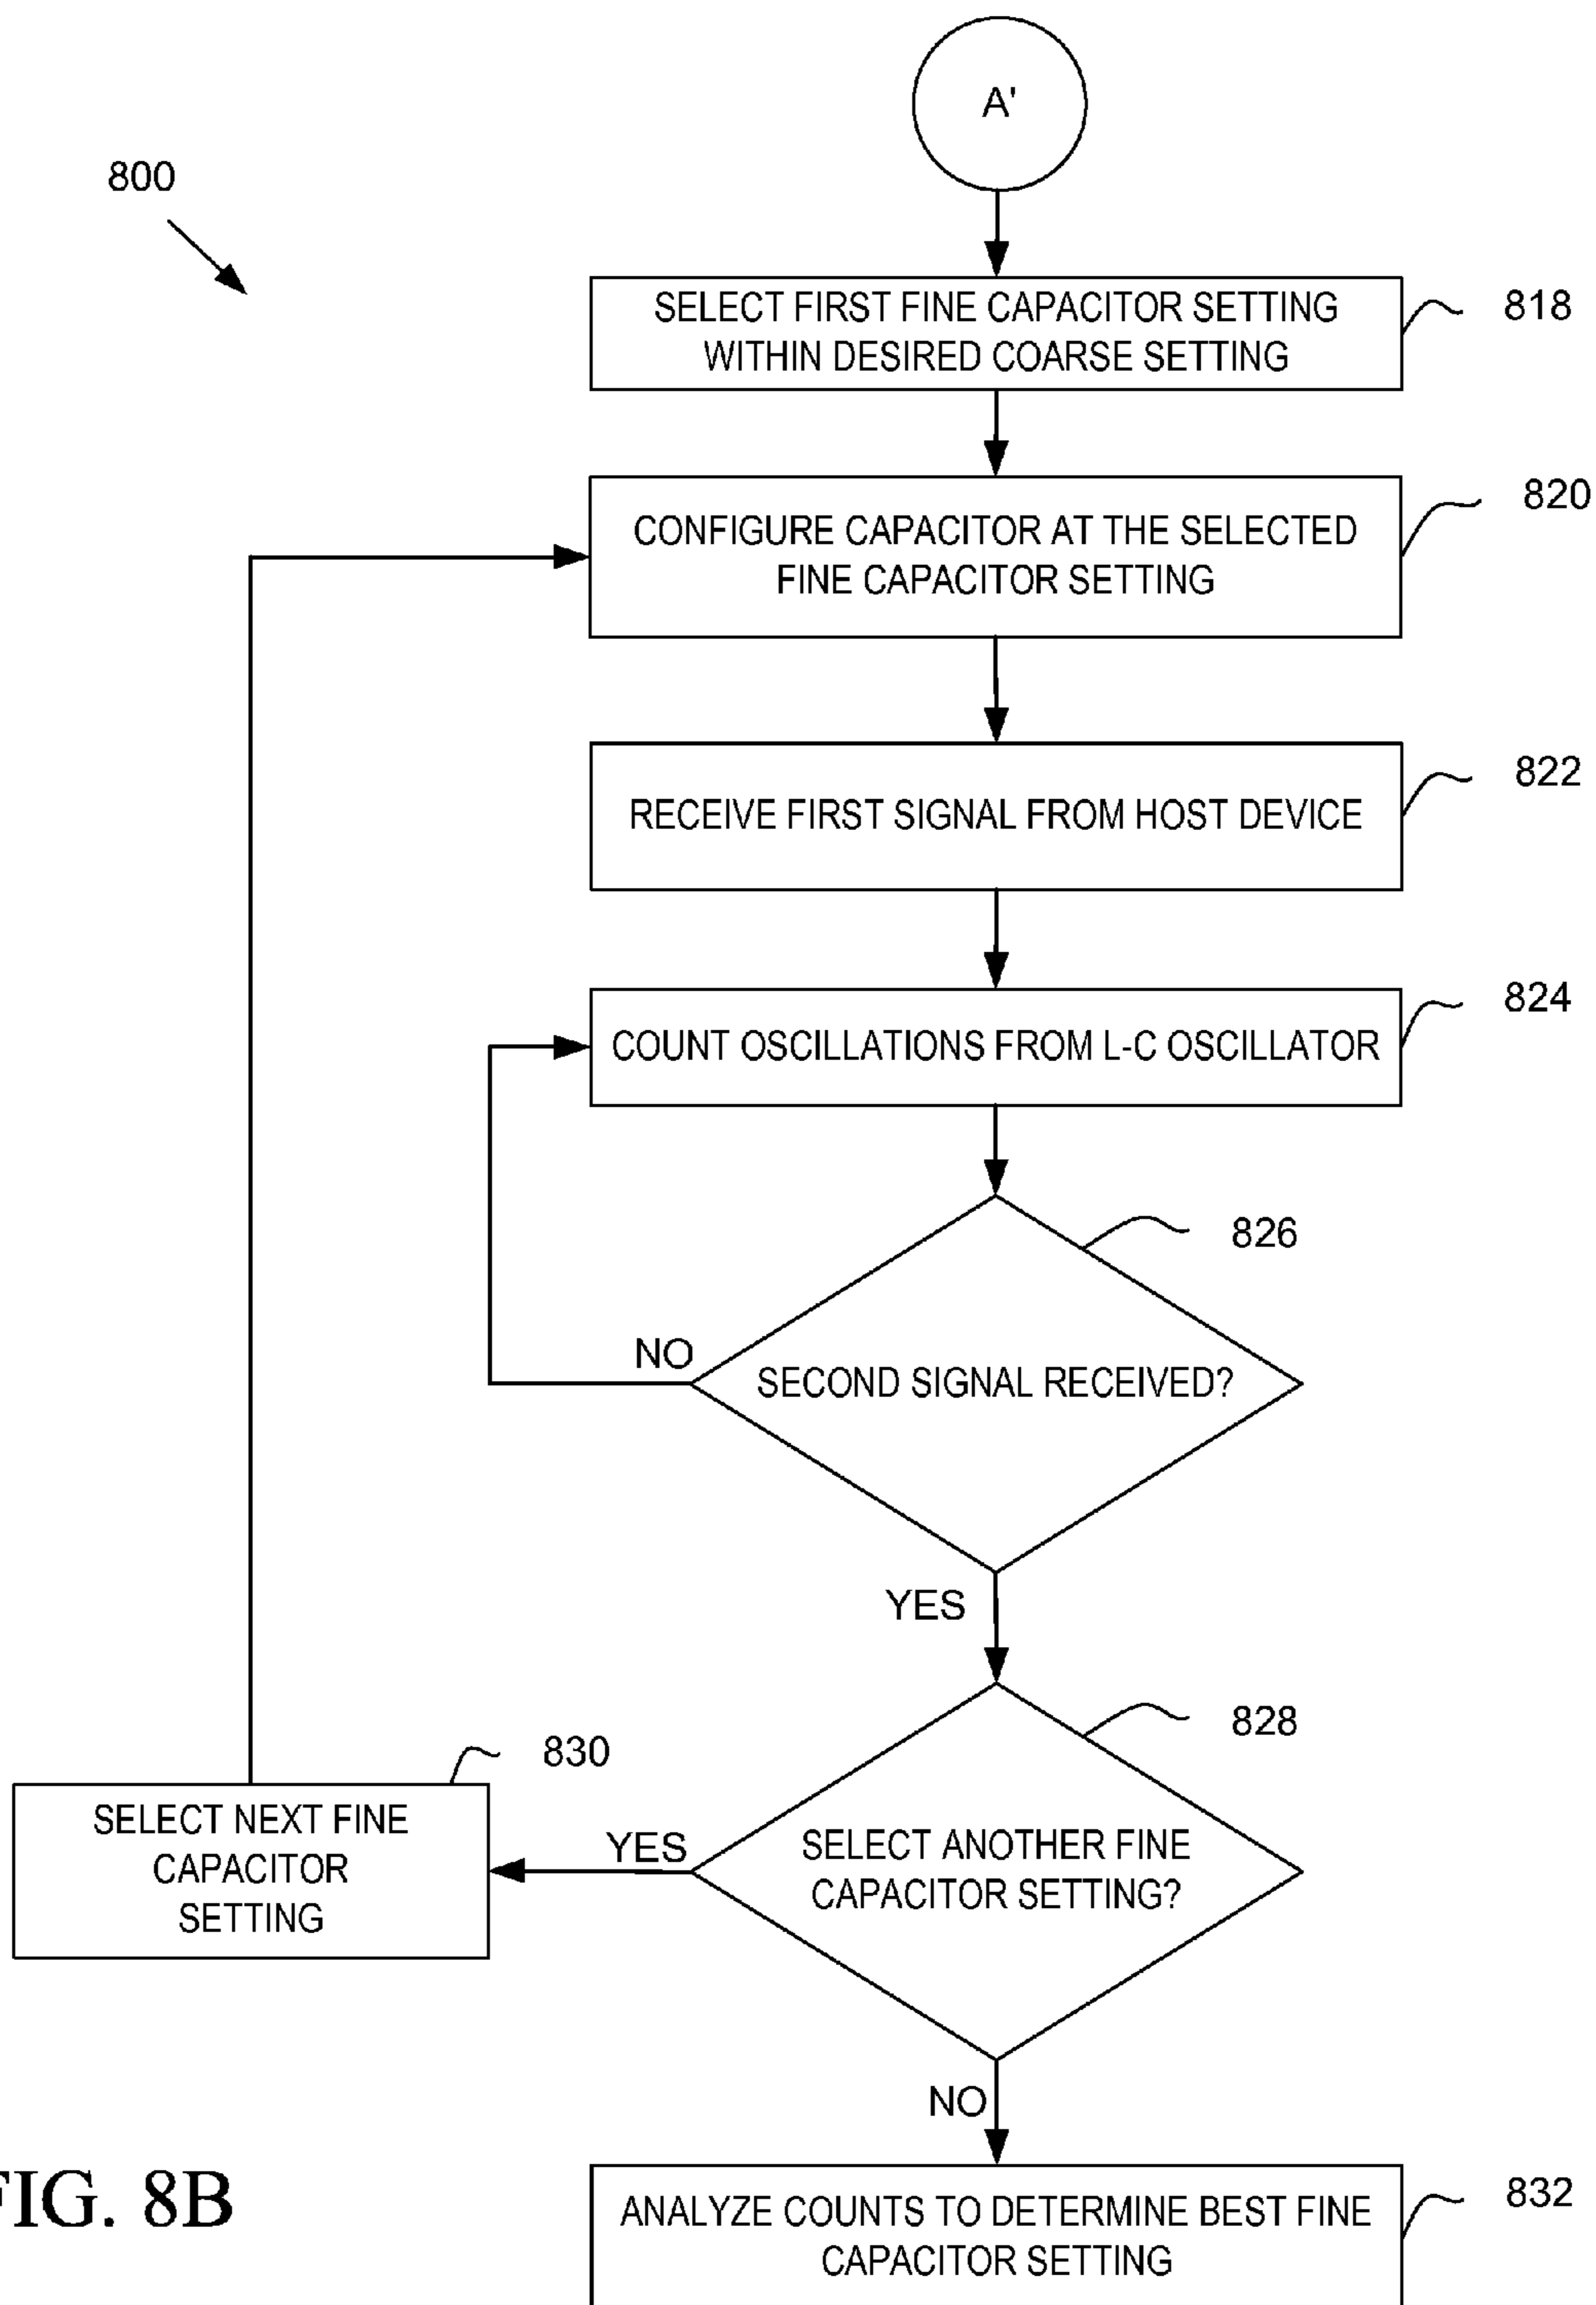 A'
800
SELECT FIRST FINE CAPACITOR SETTING
WITHIN DESIRED COARSE SETTING
818
CONFIGURE CAPACITOR AT THE SELECTED
FINE CAPACITOR SETTING
820
RECEIVE FIRST SIGNAL FROM HOST DEVICE
822
COUNT OSCILLATIONS FROM L-C OSCILLATOR
824
826
NO
SECOND SIGNAL RECEIVED?
YES
828
830
SELECT NEXT FINE
CAPACITOR
SETTING
YES
SELECT ANOTHER FINE
CAPACITOR SETTING?
NO
FIG. 8B
ANALYZE COUNTS TO DETERMINE BEST FINE
CAPACITOR SETTING
832